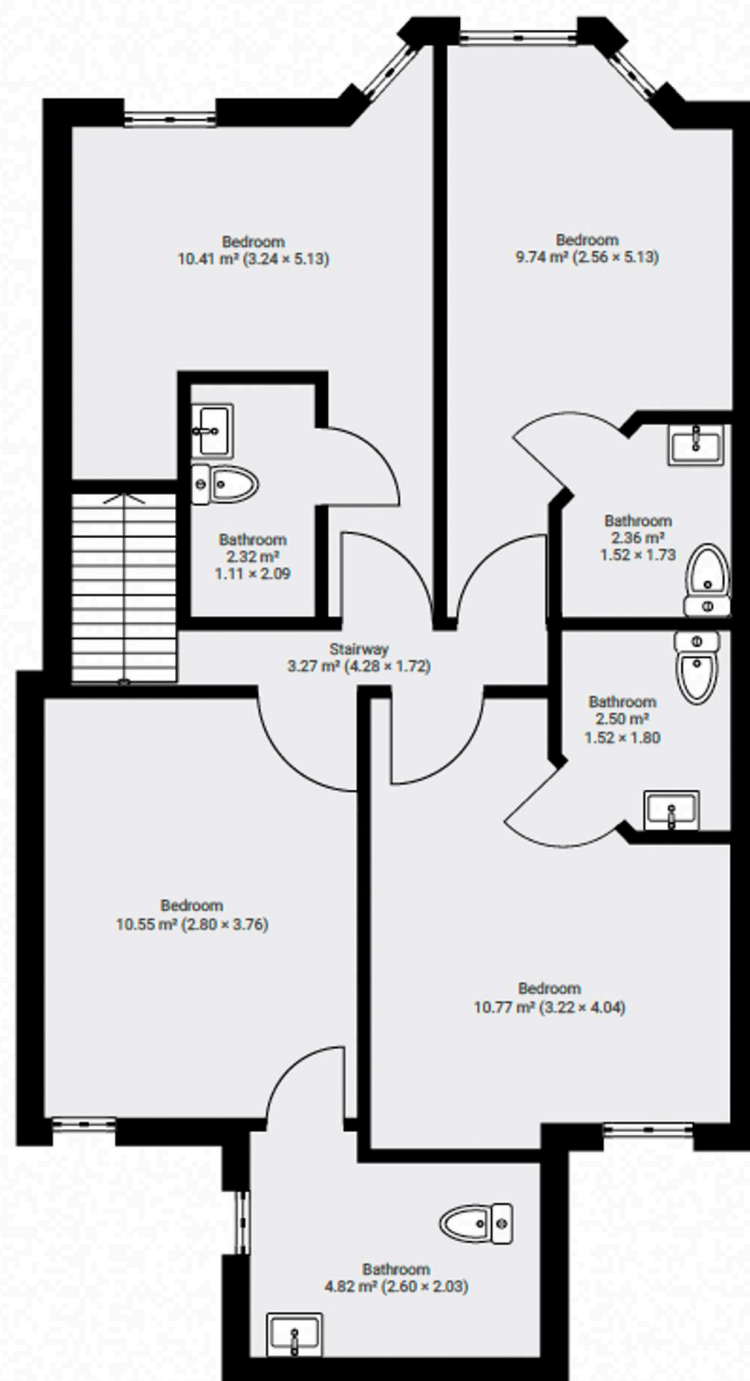 Bedroom
10.41 m² (3.24 × 5.13)
Bedroom
9.74 m² (2.56 × 5.13)
Bathroom
2.32 m²
1.11 × 2.09
Bathroom
2.36 m²
1.52 × 1.73
Stairway
3.27 m² (4.28 × 1.72)
Bathroom
2.50 m²
1.52 × 1.80
Bedroom
10.55 m² (2.80 × 3.76)
Bedroom
10.77 m² (3.22 × 4.04)
Bathroom
4.82 m² (2.60 × 2.03)